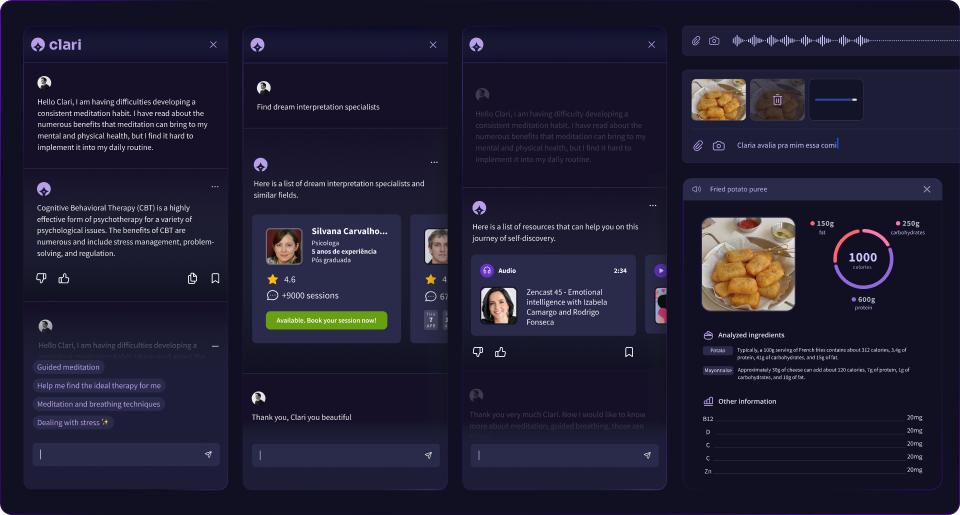 clari
Hello Clari, I am having difficulties developing a
consistent meditation habit. I have read about the
numerous benefits that meditation can bring to my
mental and physical health, but I find it hard to
implement it into my daily routine.
Cognitive Behavioral Therapy (CBT) is a highly
effective form of psychotherapy for a variety of
psychological issues. The benefits of CBT are
numerous and include stress management, problem-
solving, and regulation.
Hello Clari, I am having difficulties developing a
Guided meditation
Help me find the ideal therapy for me
Meditation and breathing techniques
Dealing with stress ✨
Find dream interpretation specialists
Here is a list of dream interpretation specialists and
similar fields.
Silvana Carvalho...
Psicologa
5 anos de experiência
Pós graduada
4.6
+9000 sessions
Available. Book your session now!
4.
67
THU
7
APR
Thank you, Clari you beautiful
Hello Clari, I am having difficulty developing a
consistent meditation habit. I have read about the
numerous benefits that meditation can bring to my
mental and physical health, but I find it hard to
implement it into my daily routine.
Here is a list of resources that can help you on this
journey of self-discovery.
Audio
2:34
Zencast 45 - Emotional
intelligence with Izabela
Camargo and Rodrigo
Fonseca
Thank you very much Clari. Now I would like to know
more about meditation, guided breathing, those zen
Claria avalia pra mim essa comi
Fried potato puree
150g
fat
250g
carbohydrates
1000
calories
600g
protein
Analyzed ingredients
Potato
Typically, a 100g serving of French fries contains about 312 calories, 3.4g of
protein, 41g of carbohydrates, and 15g of fat.
Mayonnaise
Approximately 30g of cheese can add about 120 calories, 7g of protein, 1g of
carbohydrates, and 10g of fat.
Other information
B12 20mg
D 20mg
C 20mg
C 20mg
Zn 20mg